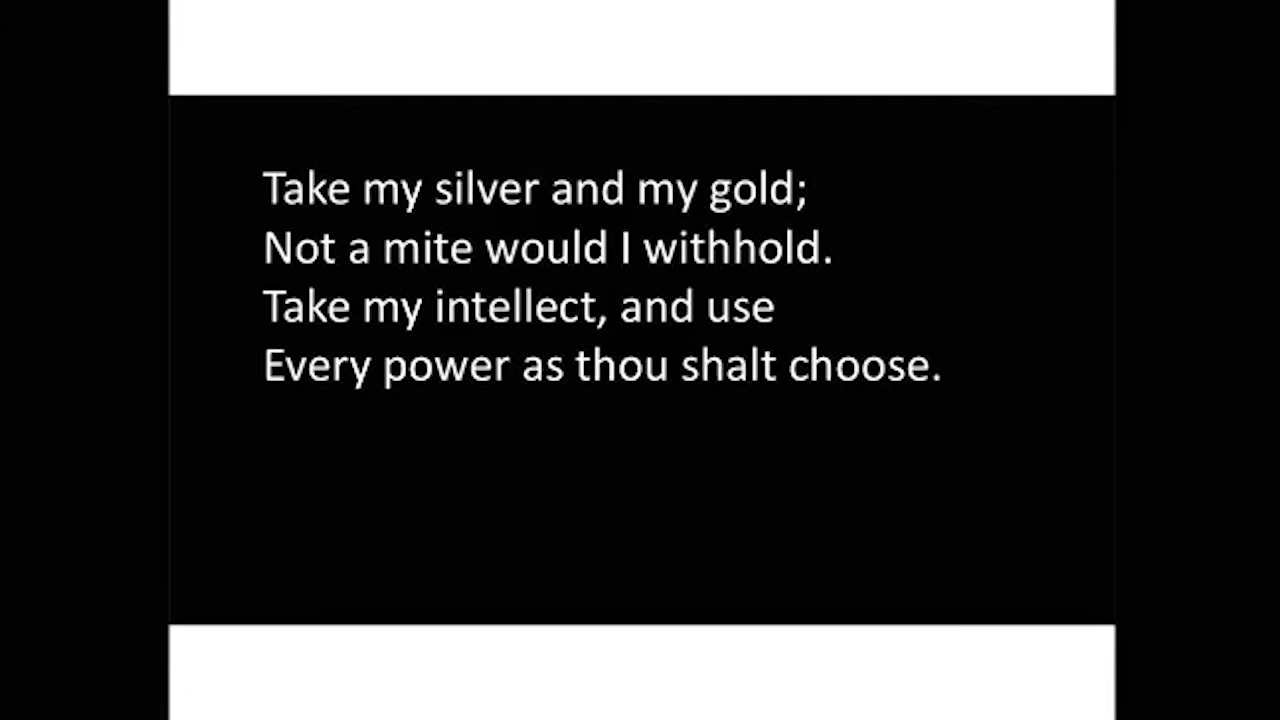 Take my silver and my gold;
Not a mite would I withhold.
Take my intellect, and use
Every power as thou shalt choose.